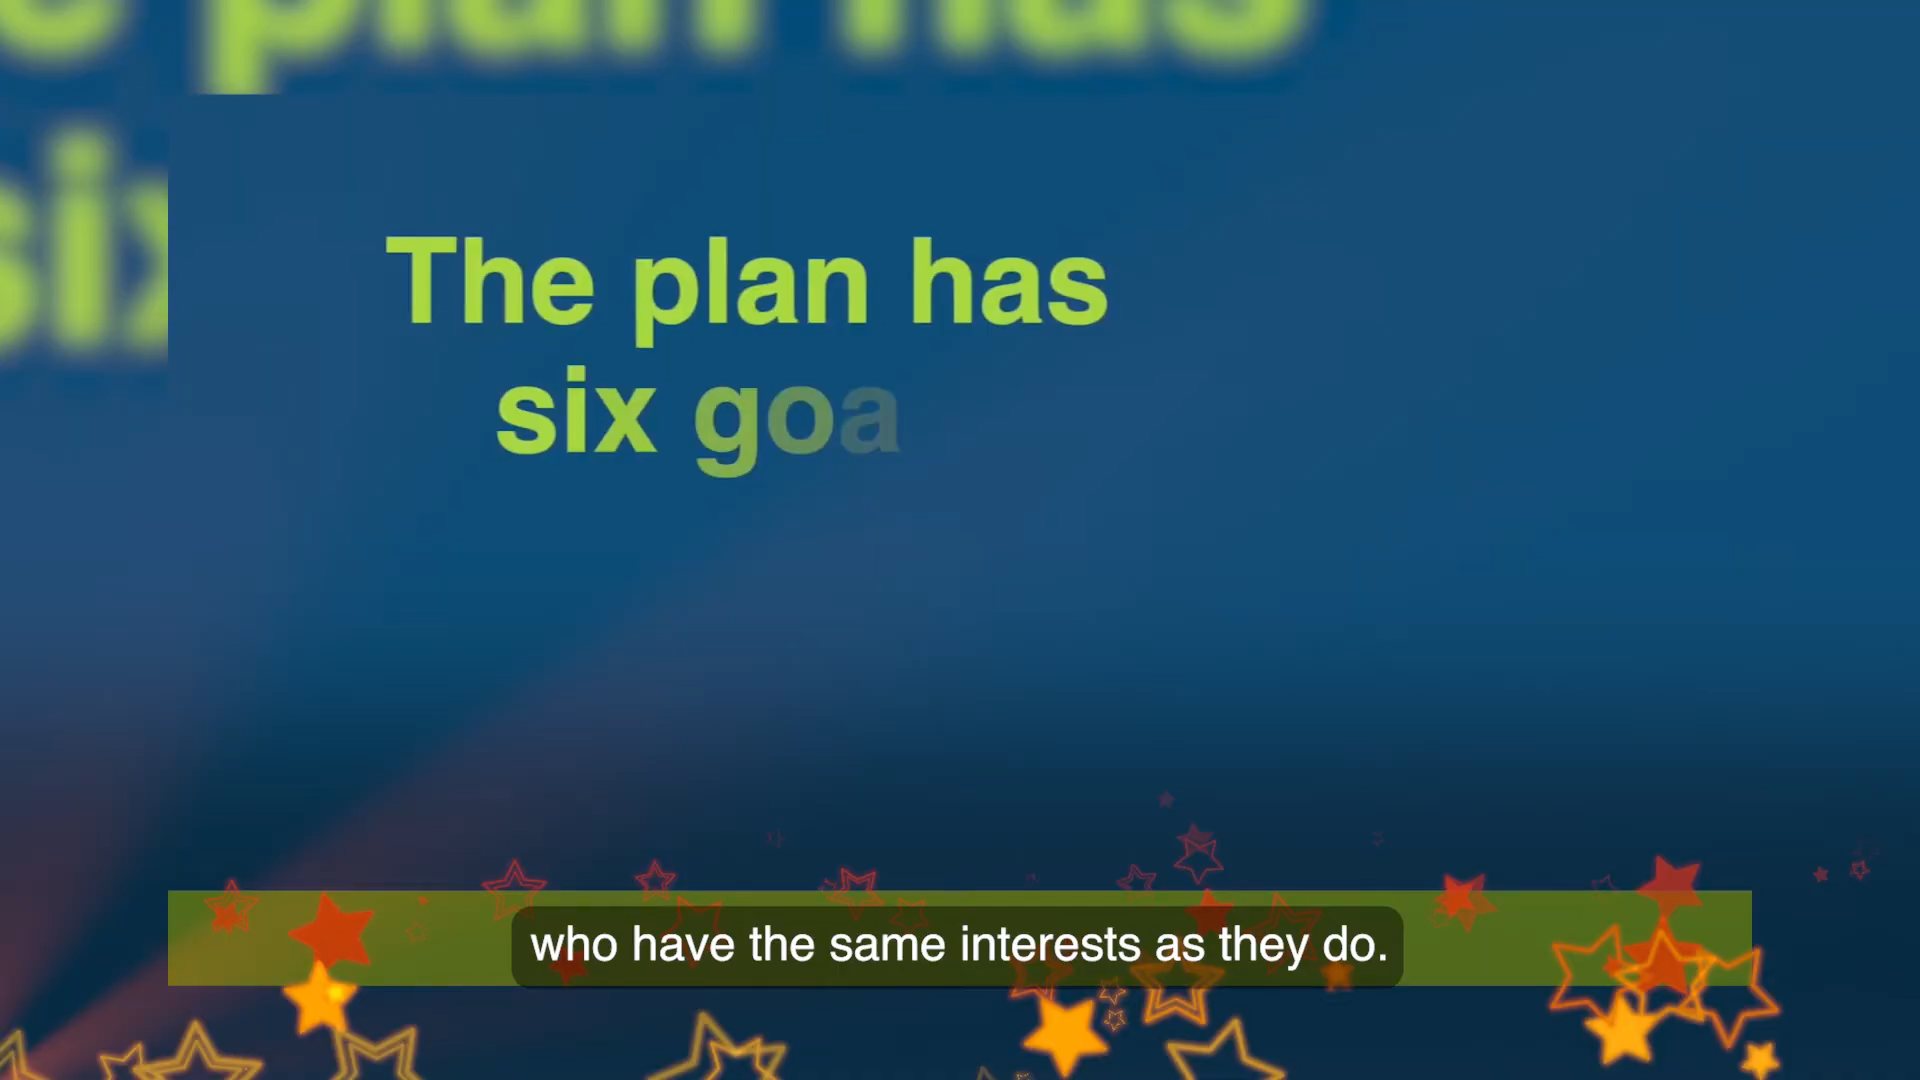 The plan has
six goa
who have the same interests as they do.